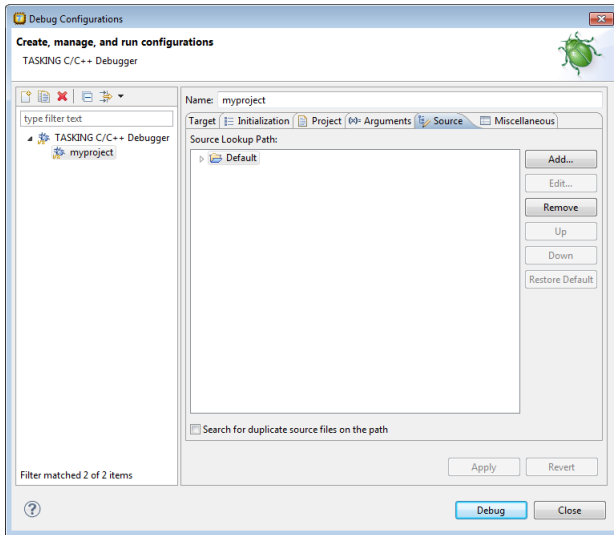 Debug Configurations
Create, manage, and run configurations
TASKING C/C++ Debugger
type filter text
TASKING C/C++ Debugger
myproject
Filter matched 2 of 2 items
Name: myproject
Target Initialization Project (x)= Arguments Source Miscellaneous
Source Lookup Path:
Default
Add...
Edit...
Remove
Up
Down
Restore Default
Search for duplicate source files on the path
Apply Revert
? Debug Close